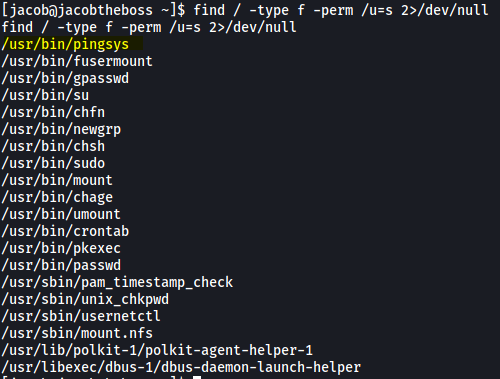 [jacob@jacobtheboss ~]$ find / -type f -perm /u=s 2>/dev/null
find / -type f -perm /u=s 2>/dev/null
/usr/bin/pingsys
/usr/bin/fusermount
/usr/bin/gpasswd
/usr/bin/su
/usr/bin/chfn
/usr/bin/newgrp
/usr/bin/chsh
/usr/bin/sudo
/usr/bin/mount
/usr/bin/chage
/usr/bin/umount
/usr/bin/crontab
/usr/bin/pkexec
/usr/bin/passwd
/usr/sbin/pam_timestamp_check
/usr/sbin/unix_chkpwd
/usr/sbin/usernetctl
/usr/sbin/mount.nfs
/usr/lib/polkit-1/polkit-agent-helper-1
/usr/libexec/dbus-1/dbus-daemon-launch-helper